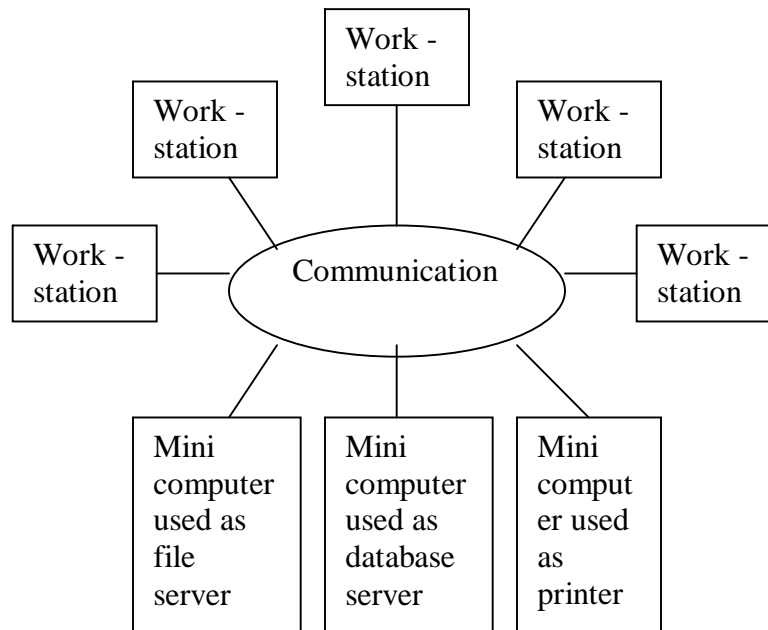 Work -
station
Work -
station
Work -
station
Work -
station
Work -
station
Communication
Mini
computer
used as
file
server
Mini
computer
used as
database
server
Mini
comput
er used
as
printer